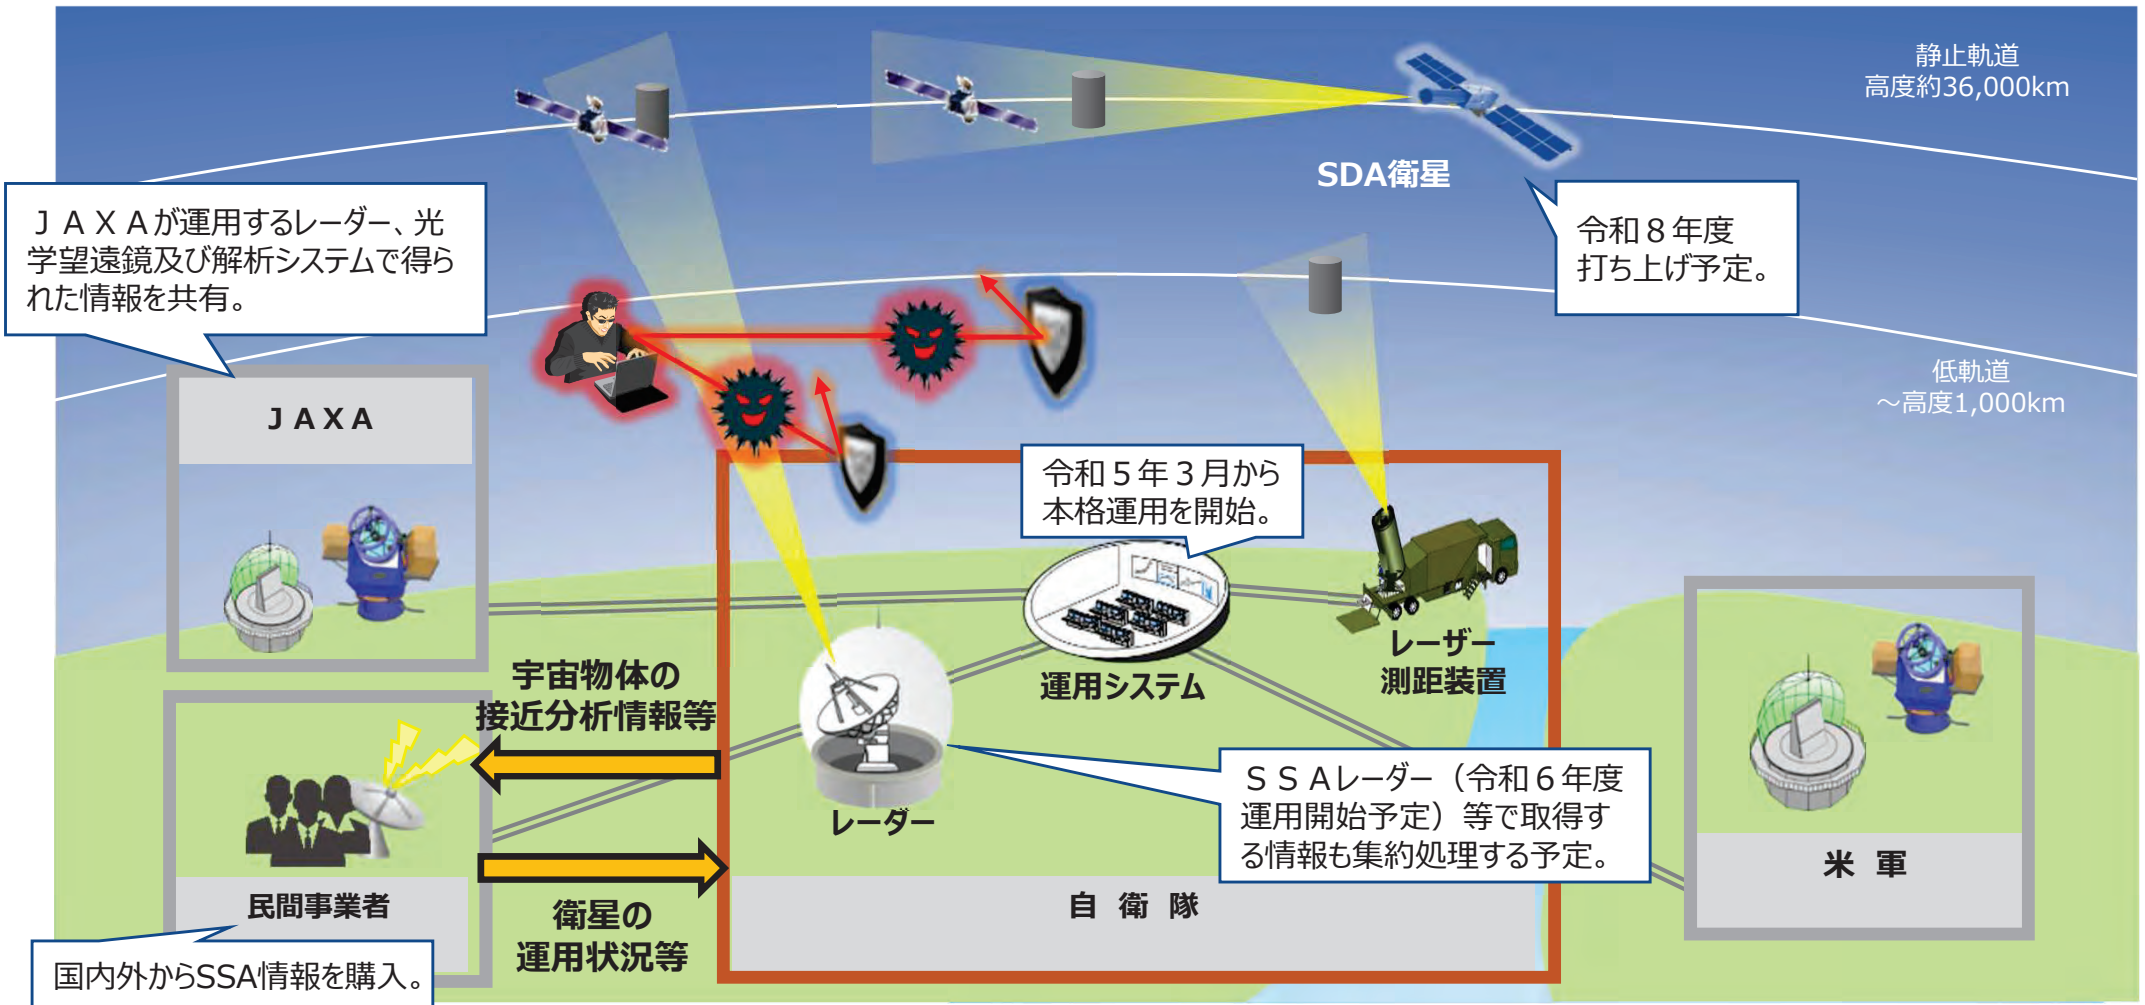 静止軌道
高度約36,000km
SDA衛星
令和８年度
打ち上げ予定。
ＪＡＸＡが運用するレーダー、光
学望遠鏡及び解析システムで得ら
れた情報を共有。
低軌道
～高度1,000km
ＪＡＸＡ
令和５年３月から
本格運用を開始。
レーザー
測距装置
運用システム
宇宙物体の
接近分析情報等
レーダー
ＳＳＡレーダー（令和６年度
運用開始予定）等で取得す
る情報も集約処理する予定。
米 軍
民間事業者
衛星の
運用状況等
自 衛 隊
国内外からSSA情報を購入。